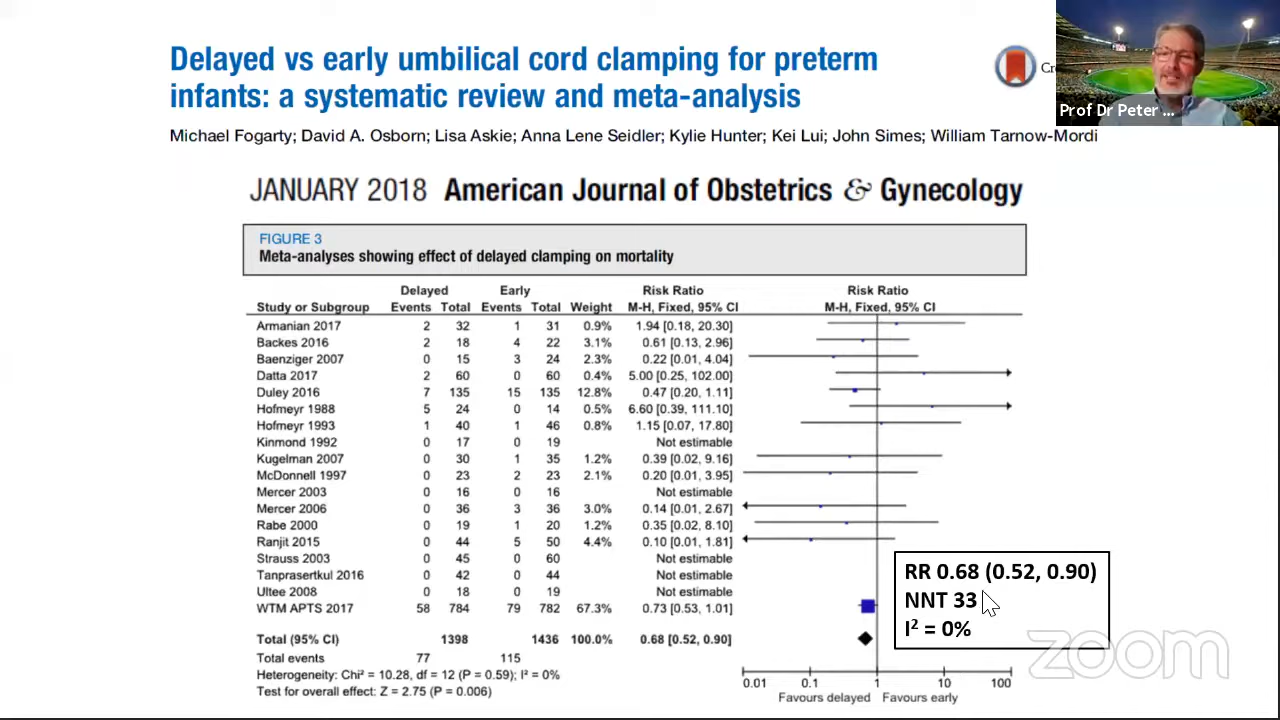 Delayed vs early umbilical cord clamping for preterm
infants: a systematic review and meta-analysis
Prof Dr Peter ...
Michael Fogarty; David A. Osborn; Lisa Askie; Anna Lene Seidler; Kylie Hunter; Kei Lui; John Simes; William Tarnow-Mordi
JANUARY 2018 American Journal of Obstetrics & Gynecology
FIGURE 3
Meta-analyses showing effect of delayed clamping on mortality
Delayed Early Risk Ratio Risk Ratio
Study or Subgroup Events Total Events Total Weight M-H, Fixed, 95% CI M-H, Fixed, 95% CI
Armanian 2017 2 32 1 31 0.9% 1.94 [0.18, 20.30]
Backes 2016 2 18 4 22 3.1% 0.61 [0.13, 2.96]
Baenziger 2007 0 15 3 24 2.3% 0.22 [0.01, 4.04]
Datta 2017 2 60 0 60 0.4% 5.00 [0.25, 102.00]
Duley 2016 7 135 15 135 12.8% 0.47 [0.20, 1.11]
Hofmeyr 1988 5 24 0 14 0.5% 6.60 [0.39, 111.10]
Hofmeyr 1993 1 40 1 46 0.8% 1.15 [0.07, 17.80]
Kinmond 1992 0 17 0 19 Not estimable
Kugelman 2007 0 30 1 35 1.2% 0.39 [0.02, 9.16]
McDonnell 1997 0 23 2 23 2.1% 0.20 [0.01, 3.95]
Mercer 2003 0 16 0 16 Not estimable
Mercer 2006 0 36 3 36 3.0% 0.14 [0.01, 2.67]
Rabe 2000 0 19 1 20 1.2% 0.35 [0.02, 8.10]
Ranjit 2015 0 44 5 50 4.4% 0.10 [0.01, 1.81]
Strauss 2003 0 45 0 60 Not estimable
Tanprasertkul 2016 0 42 0 44 Not estimable
Ultee 2008 0 18 0 19 Not estimable
WTM APTS 2017 58 784 79 782 67.3% 0.73 [0.53, 1.01]
Total (95% CI) 1398 1436 100.0% 0.68 [0.52, 0.90]
Total events 77 115
Heterogeneity: Chi² = 10.28, df = 12 (P = 0.59); I² = 0%
Test for overall effect: Z = 2.75 (P = 0.006)
RR 0.68 (0.52, 0.90)
NNT 33
I² = 0%
0.01 0.1 1 10 100
Favours delayed Favours early
zoom